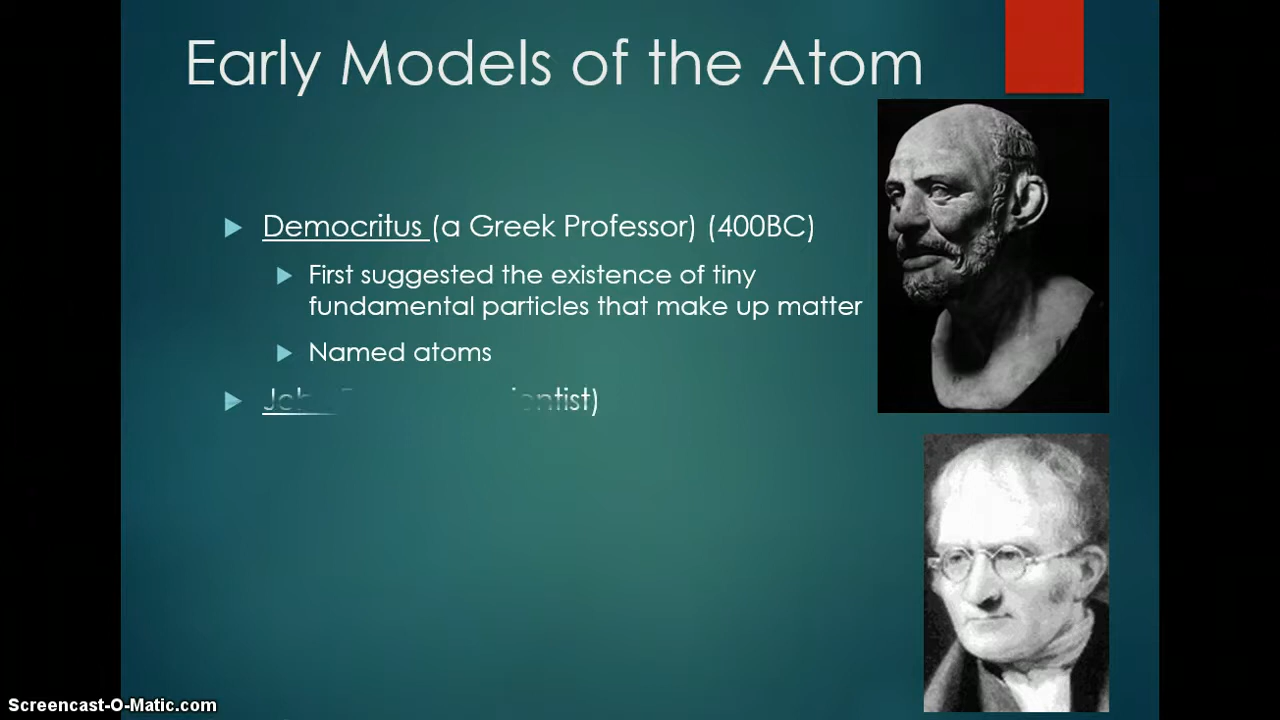 Early Models of the Atom
Democritus (a Greek Professor) (400BC)
First suggested the existence of tiny
fundamental particles that make up matter
Named atoms
Screencast-O-Matic.com